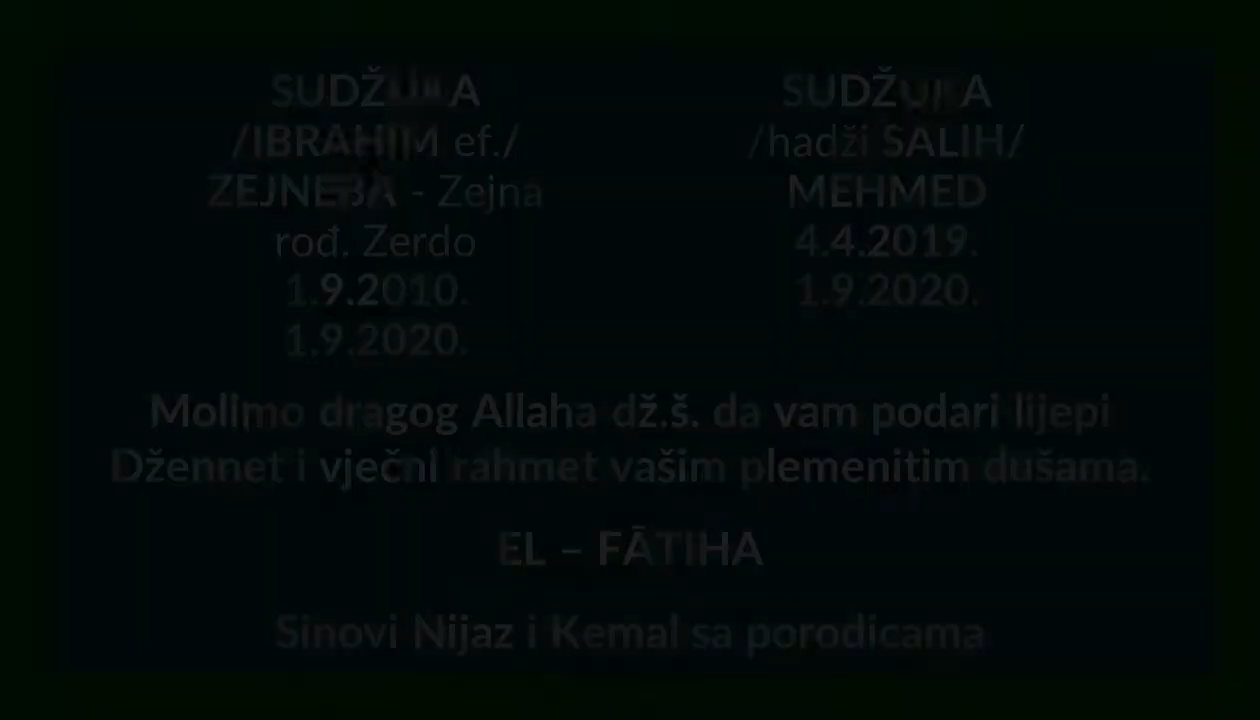 /IBRAHIM ef./
ZEJNEBA - Zejna
rođ. Zerdo
1.9.2010.
1.9.2020.
/hadži SALIH/
MEHMED
4.4.2019.
1.9.2020.
Molimo dragog Allaha dž.š. da vam podari lijepi
Džennet i vječni rahmet vašim plemenitim dušama.
EL – FĀTIHA
Sinovi Nijaz i Kemal sa porodicama